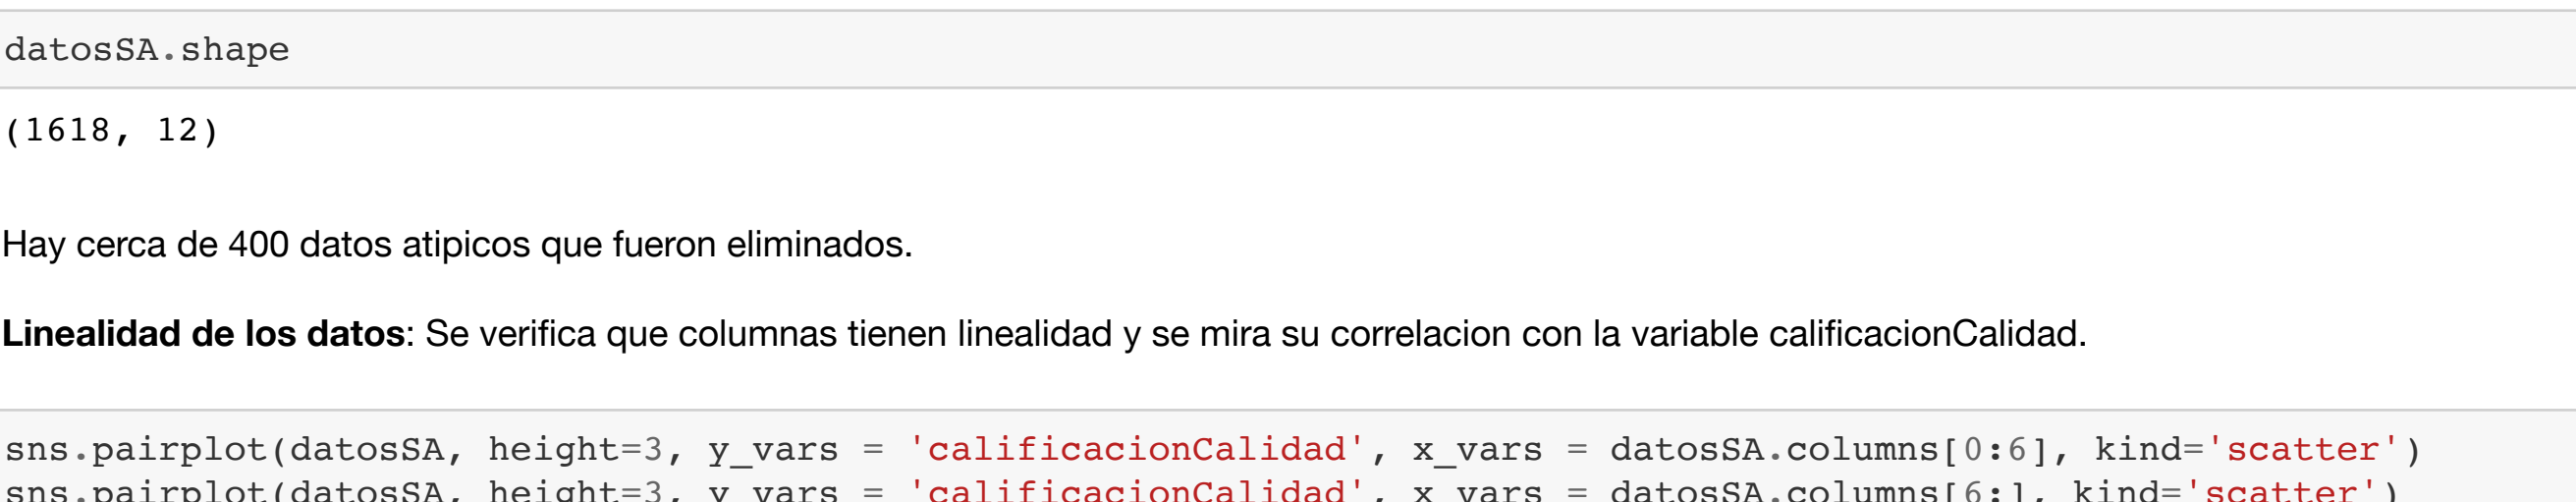 datosSA.shape
(1618, 12)
Hay cerca de 400 datos atipicos que fueron eliminados.
Linealidad de los datos: Se verifica que columnas tienen linealidad y se mira su correlacion con la variable calificacionCalidad.
sns.pairplot(datosSA, height=3, y_vars = 'calificacionCalidad', x_vars = datosSA.columns[0:6], kind='scatter')
sns.pairplot(datosSA, height=3, y_vars = 'calificacionCalidad', x_vars = datosSA.columns[6:], kind='scatter')